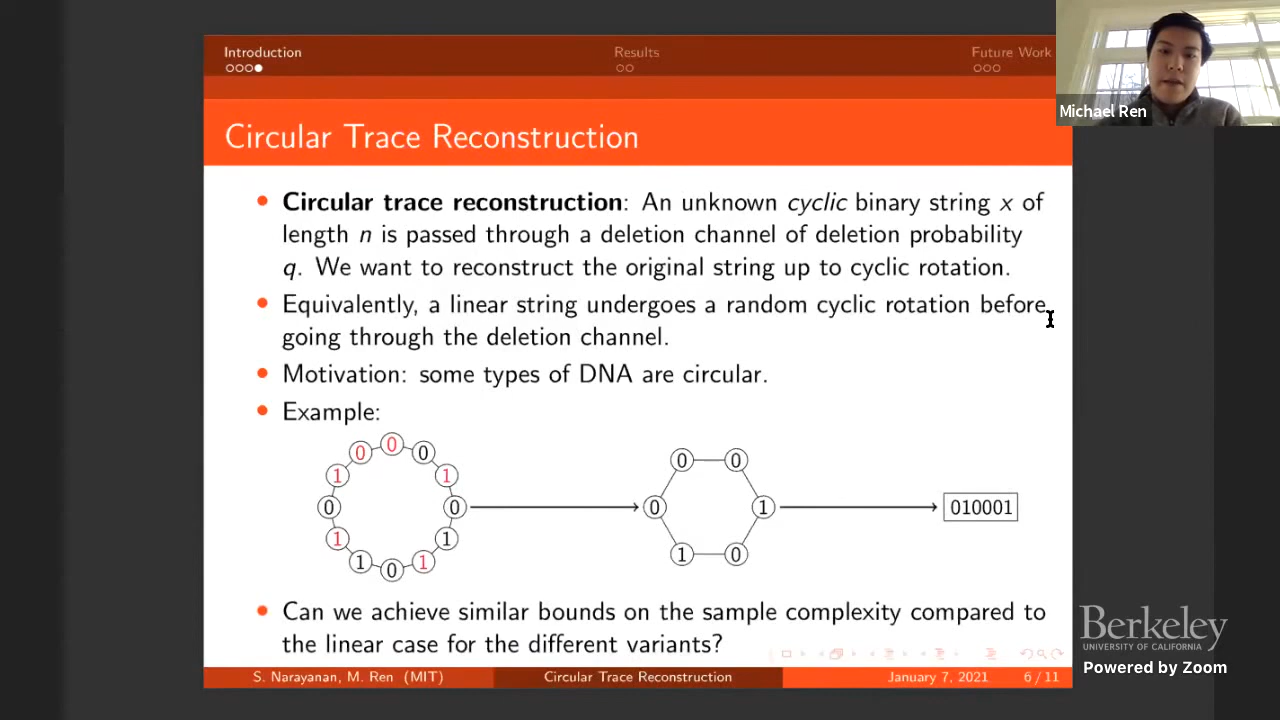 Introduction
Results
Future Work
Michael Ren
Circular Trace Reconstruction
Circular trace reconstruction: An unknown cyclic binary string x of
length n is passed through a deletion channel of deletion probability
q. We want to reconstruct the original string up to cyclic rotation.
Equivalently, a linear string undergoes a random cyclic rotation before
going through the deletion channel.
Motivation: some types of DNA are circular.
Example:
0 0 0
1 1
0 0
1 1
1 0 1
0 0
0 1
1 0
010001
Can we achieve similar bounds on the sample complexity compared to
the linear case for the different variants?
Berkeley
UNIVERSITY OF CALIFORNIA
Powered by Zoom
S. Narayanan, M. Ren (MIT)
Circular Trace Reconstruction
January 7, 2021
6 / 11